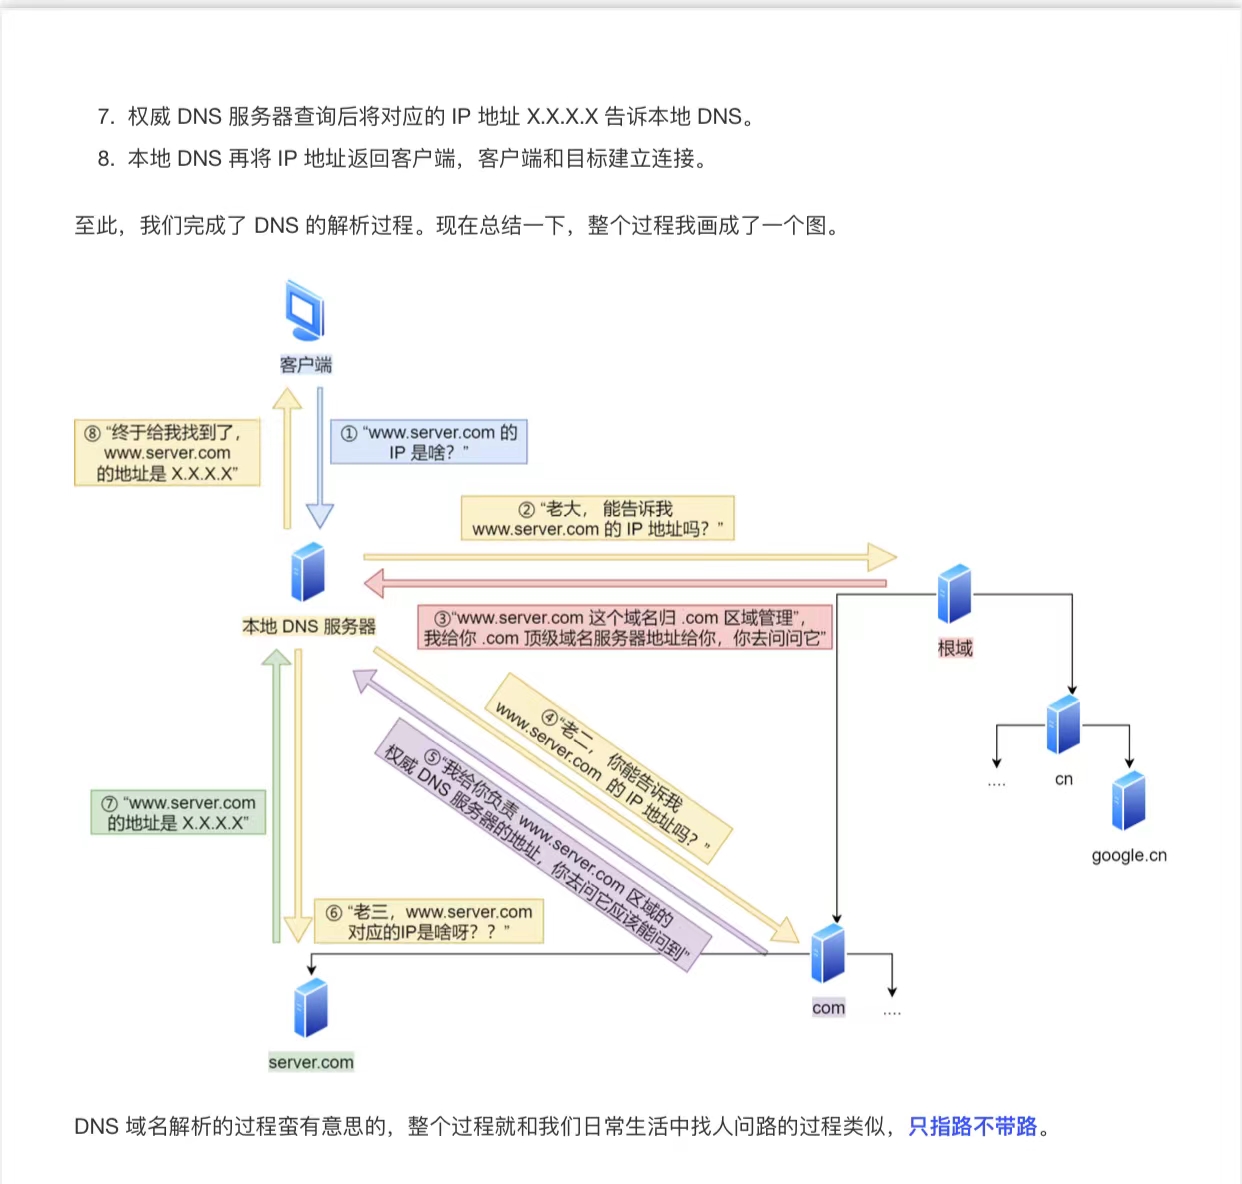 7. 权威 DNS 服务器查询后将对应的 IP 地址 X.X.X.X 告诉本地 DNS。
8. 本地 DNS 再将 IP 地址返回客户端，客户端和目标建立连接。
至此，我们完成了 DNS 的解析过程。现在总结一下，整个过程我画成了一个图。
客户端
⑧ “终于给我找到了，
www.server.com
的地址是 X.X.X.X”
① “www.server.com 的
IP 是啥？”
② “老大， 能告诉我
www.server.com 的 IP 地址吗？”
本地 DNS 服务器
③“www.server.com 这个域名归 .com 区域管理”，
我给你 .com 顶级域名服务器地址给你，你去问问它”
根域
④“老二， 你能告诉我
www.server.com 的 IP 地址吗？”
⑤“我给你负责 www.server.com 区域的
权威 DNS 服务器的地址，你去问它应该能问到”
cn
....
google.cn
⑦ “www.server.com
的地址是 X.X.X.X”
⑥ “老三，www.server.com
对应的IP是啥呀？？”
com
....
server.com
DNS 域名解析的过程蛮有意思的，整个过程就和我们日常生活中找人问路的过程类似，只指路不带路。